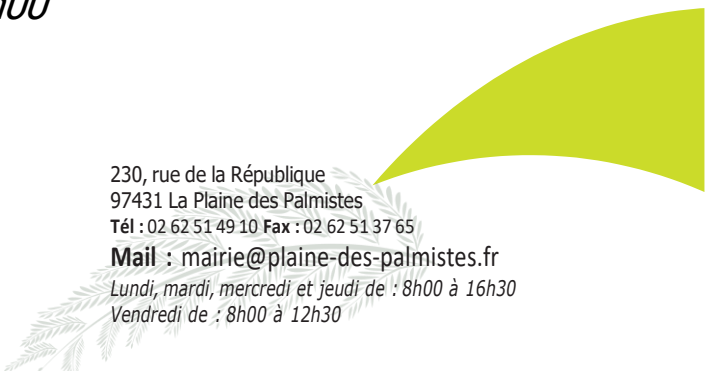 h00
230, rue de la République
97431 La Plaine des Palmistes
Tél : 02 62 51 49 10 Fax : 02 62 51 37 65
Mail : mairie@plaine-des-palmistes.fr
Lundi, mardi, mercredi et jeudi de : 8h00 à 16h30
Vendredi de : 8h00 à 12h30